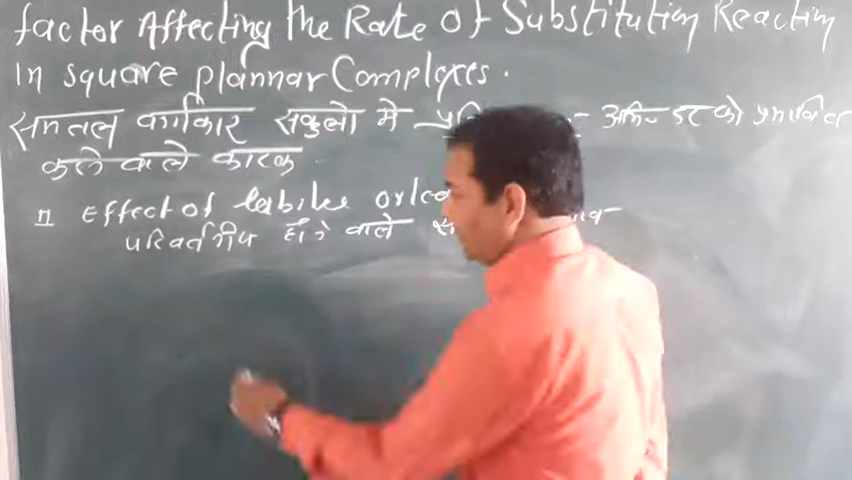 factor Affecting the Rate Of Substitution Reaction
In square plannar Complexes.
समतल वर्गाकार संकुलो मे को प्रभावित
करने वाले कारक
Effect of labile or
परिवर्तनीय होने वाले